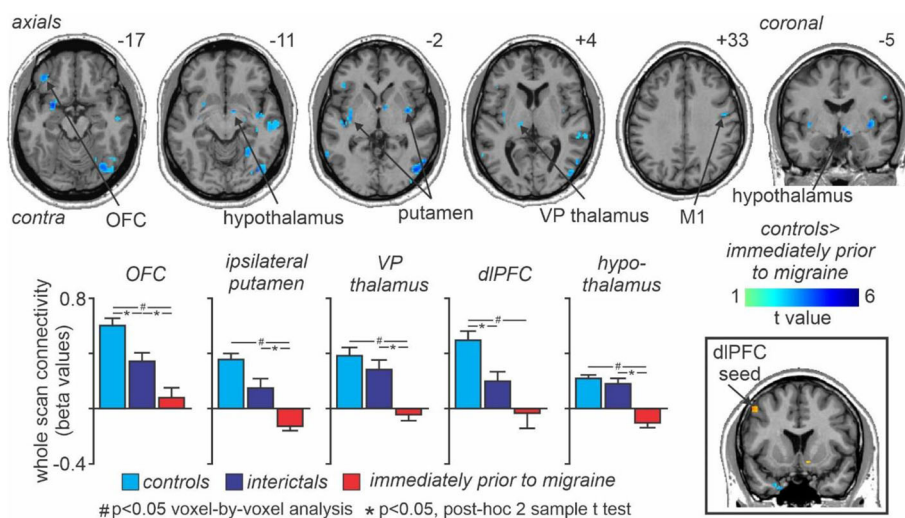 axials
-17
-11
-2
+4
+33
coronal
-5
contra
OFC
hypothalamus
putamen
VP thalamus
M1
hypothalamus
controls>
immediately prior
to migraine
1
6
t value
OFC
ipsilateral
putamen
VP
thalamus
dlPFC
hypo-
thalamus
whole scan connectivity
(beta values)
0.8
-0.4
#
*
*
#
*
#
*
#
*
#
*
controls
interictals
immediately prior to migraine
#p<0.05 voxel-by-voxel analysis
*p<0.05, post-hoc 2 sample t test
dlPFC
seed